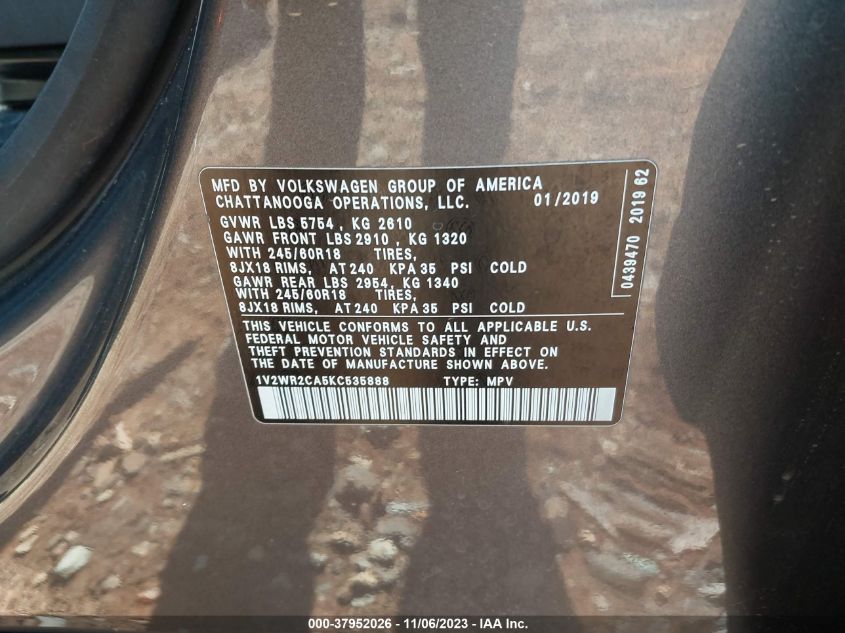 MFD BY VOLKSWAGEN GROUP OF AMERICA
CHATTANOOGA OPERATIONS, LLC. 01/2019
GVWR LBS 5754 , KG 2610
GAWR FRONT LBS 2910 , KG 1320
WITH 245/60R18 TIRES,
8JX18 RIMS, AT 240 KPA 35 PSI COLD
GAWR REAR LBS 2954, KG 1340
WITH 245/60R18 TIRES,
8JX18 RIMS, AT 240 KPA 35 PSI COLD
THIS VEHICLE CONFORMS TO ALL APPLICABLE U.S.
FEDERAL MOTOR VEHICLE SAFETY AND
THEFT PREVENTION STANDARDS IN EFFECT ON
THE DATE OF MANUFACTURE SHOWN ABOVE.
1V2WR2CA5KC535888 TYPE: MPV
0439470 2019 62
000-37952026 - 11/06/2023 - IAA Inc.